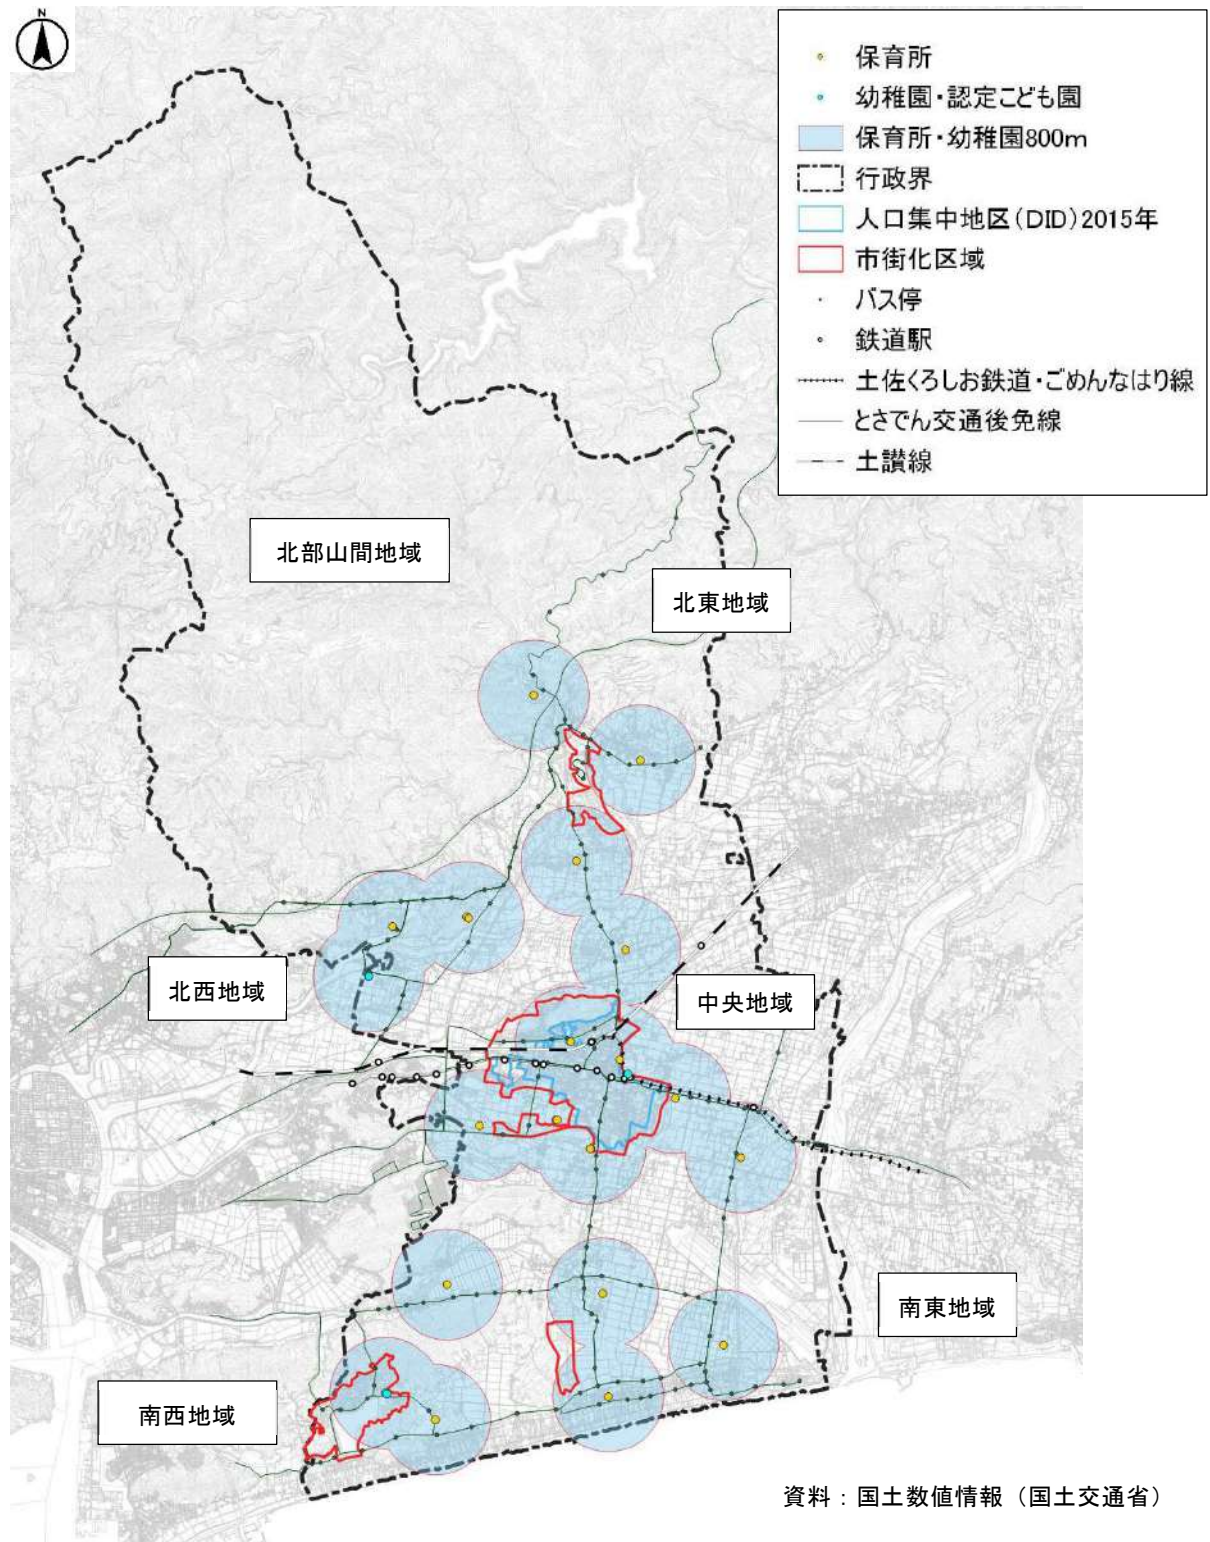 N
保育所
幼稚園・認定こども園
保育所・幼稚園800m
行政界
人口集中地区(DID)2015年
市街化区域
バス停
鉄道駅
土佐くろしお鉄道・ごめんなはり線
とさでん交通後免線
土讃線
北部山間地域
北東地域
北西地域
中央地域
南東地域
南西地域
資料：国土数値情報（国土交通省）